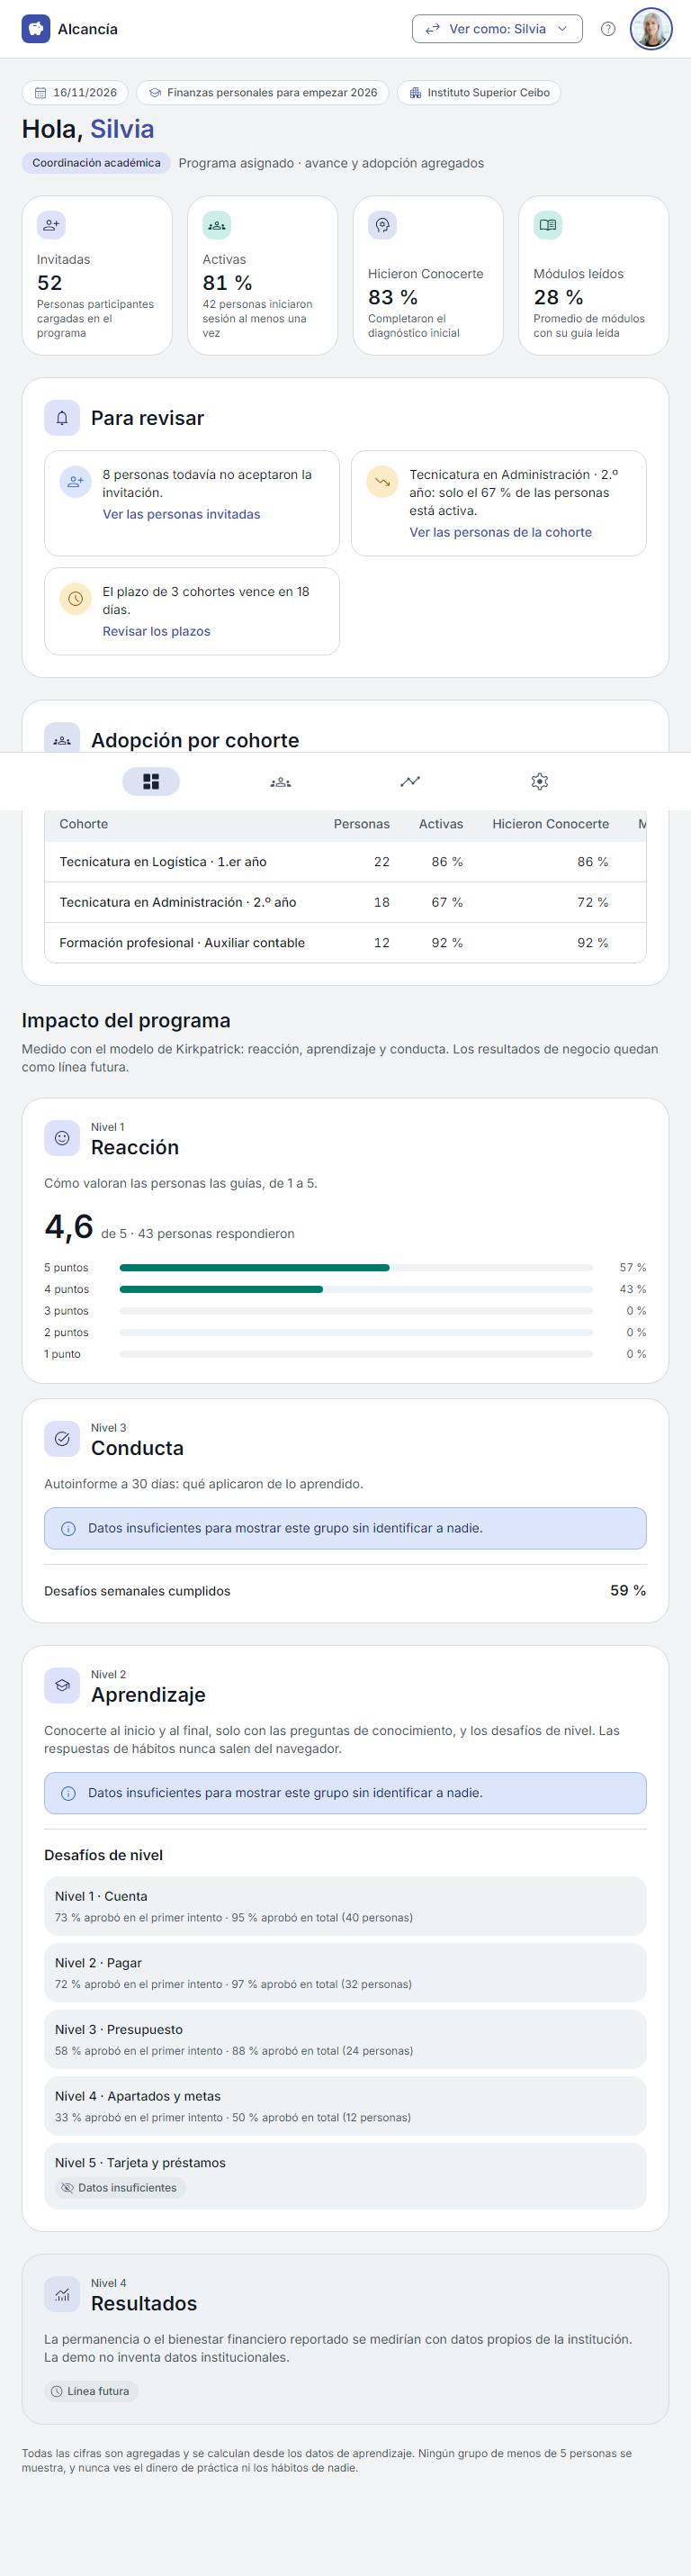 Alcancía
Ver como: Silvia
16/11/2026
Finanzas personales para empezar 2026
Instituto Superior Ceibo
Hola, Silvia
Coordinación académica
Programa asignado · avance y adopción agregados
Invitadas
52
Personas participantes
cargadas en el
programa
Activas
81 %
42 personas iniciaron
sesión al menos una
vez
Hicieron Conocerte
83 %
Completaron el
diagnóstico inicial
Módulos leídos
28 %
Promedio de módulos
con su guía leída
Para revisar
8 personas todavía no aceptaron la
invitación.
Ver las personas invitadas
Tecnicatura en Administración · 2.º
año: solo el 67 % de las personas
está activa.
Ver las personas de la cohorte
El plazo de 3 cohortes vence en 18
días.
Revisar los plazos
Adopción por cohorte
Cohorte Personas Activas Hicieron Conocerte M
Tecnicatura en Logística · 1.er año 22 86 % 86 %
Tecnicatura en Administración · 2.º año 18 67 % 72 %
Formación profesional · Auxiliar contable 12 92 % 92 %
Impacto del programa
Medido con el modelo de Kirkpatrick: reacción, aprendizaje y conducta. Los resultados de negocio quedan
como línea futura.
Nivel 1
Reacción
Cómo valoran las personas las guías, de 1 a 5.
4,6 de 5 · 43 personas respondieron
5 puntos 57 %
4 puntos 43 %
3 puntos 0 %
2 puntos 0 %
1 punto 0 %
Nivel 3
Conducta
Autoinforme a 30 días: qué aplicaron de lo aprendido.
Datos insuficientes para mostrar este grupo sin identificar a nadie.
Desafíos semanales cumplidos 59 %
Nivel 2
Aprendizaje
Conocerte al inicio y al final, solo con las preguntas de conocimiento, y los desafíos de nivel. Las
respuestas de hábitos nunca salen del navegador.
Datos insuficientes para mostrar este grupo sin identificar a nadie.
Desafíos de nivel
Nivel 1 · Cuenta
73 % aprobó en el primer intento · 95 % aprobó en total (40 personas)
Nivel 2 · Pagar
72 % aprobó en el primer intento · 97 % aprobó en total (32 personas)
Nivel 3 · Presupuesto
58 % aprobó en el primer intento · 88 % aprobó en total (24 personas)
Nivel 4 · Apartados y metas
33 % aprobó en el primer intento · 50 % aprobó en total (12 personas)
Nivel 5 · Tarjeta y préstamos
Datos insuficientes
Nivel 4
Resultados
La permanencia o el bienestar financiero reportado se medirían con datos propios de la institución.
La demo no inventa datos institucionales.
Línea futura
Todas las cifras son agregadas y se calculan desde los datos de aprendizaje. Ningún grupo de menos de 5 personas se
muestra, y nunca ves el dinero de práctica ni los hábitos de nadie.